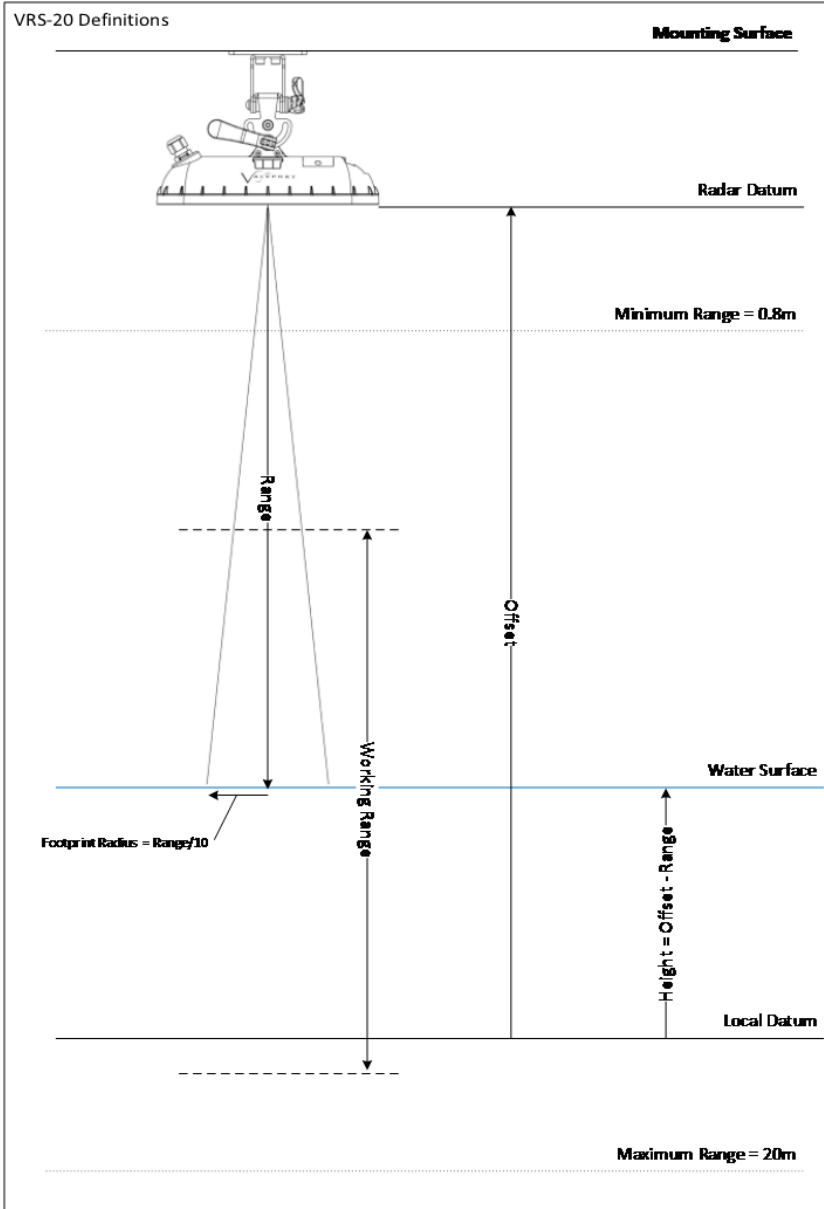 VRS-20 Definitions
Mounting Surface
VALEPORT
Radar Datum
Minimum Range = 0.8m
Range
Offset
Working Range
Water Surface
Footprint Radius = Range/10
Height = Offset - Range
Local Datum
Maximum Range = 20m